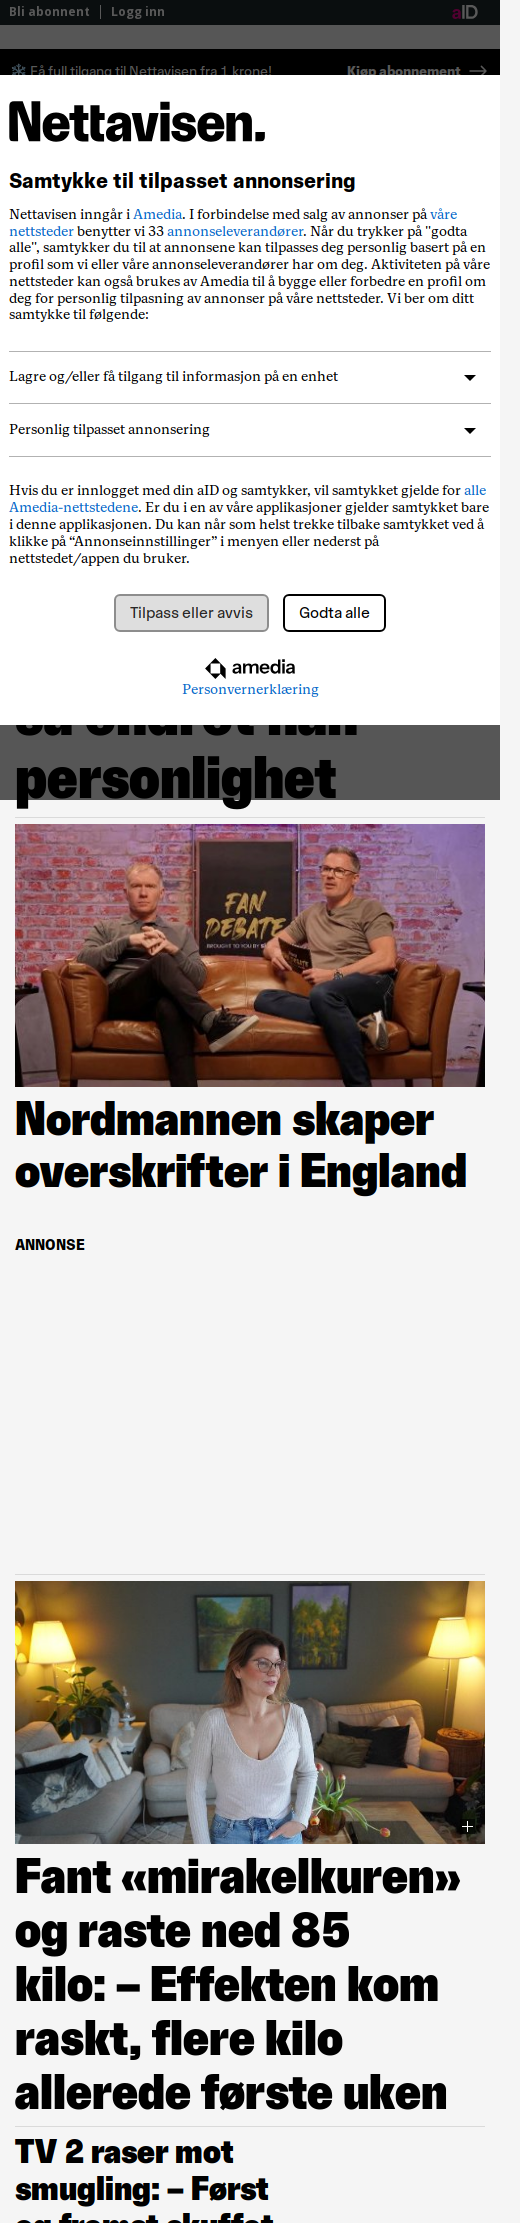 Bli abonnent | Logg inn
aID
Få full tilgang til Nettavisen fra 1 krone!
Kjøp abonnement
Nettavisen.
Samtykke til tilpasset annonsering
Nettavisen inngår i Amedia. I forbindelse med salg av annonser på våre
nettsteder benytter vi 33 annonseleverandører. Når du trykker på "godta
alle", samtykker du til at annonsene kan tilpasses deg personlig basert på en
profil som vi eller våre annonseleverandører har om deg. Aktiviteten på våre
nettsteder kan også brukes av Amedia til å bygge eller forbedre en profil om
deg for personlig tilpasning av annonser på våre nettsteder. Vi ber om ditt
samtykke til følgende:
Lagre og/eller få tilgang til informasjon på en enhet
Personlig tilpasset annonsering
Hvis du er innlogget med din aID og samtykker, vil samtykket gjelde for alle
Amedia-nettstedene. Er du i en av våre applikasjoner gjelder samtykket bare
i denne applikasjonen. Du kan når som helst trekke tilbake samtykket ved å
klikke på “Annonseinnstillinger” i menyen eller nederst på
nettstedet/appen du bruker.
Tilpass eller avvis
Godta alle
amedia
Personvernerklæring
så endret han
personlighet
FAN
DEBATE
Nordmannen skaper
overskrifter i England
ANNONSE
Fant «mirakelkuren»
og raste ned 85
kilo: – Effekten kom
raskt, flere kilo
allerede første uken
TV 2 raser mot
smugling: – Først
og fremst skuffet